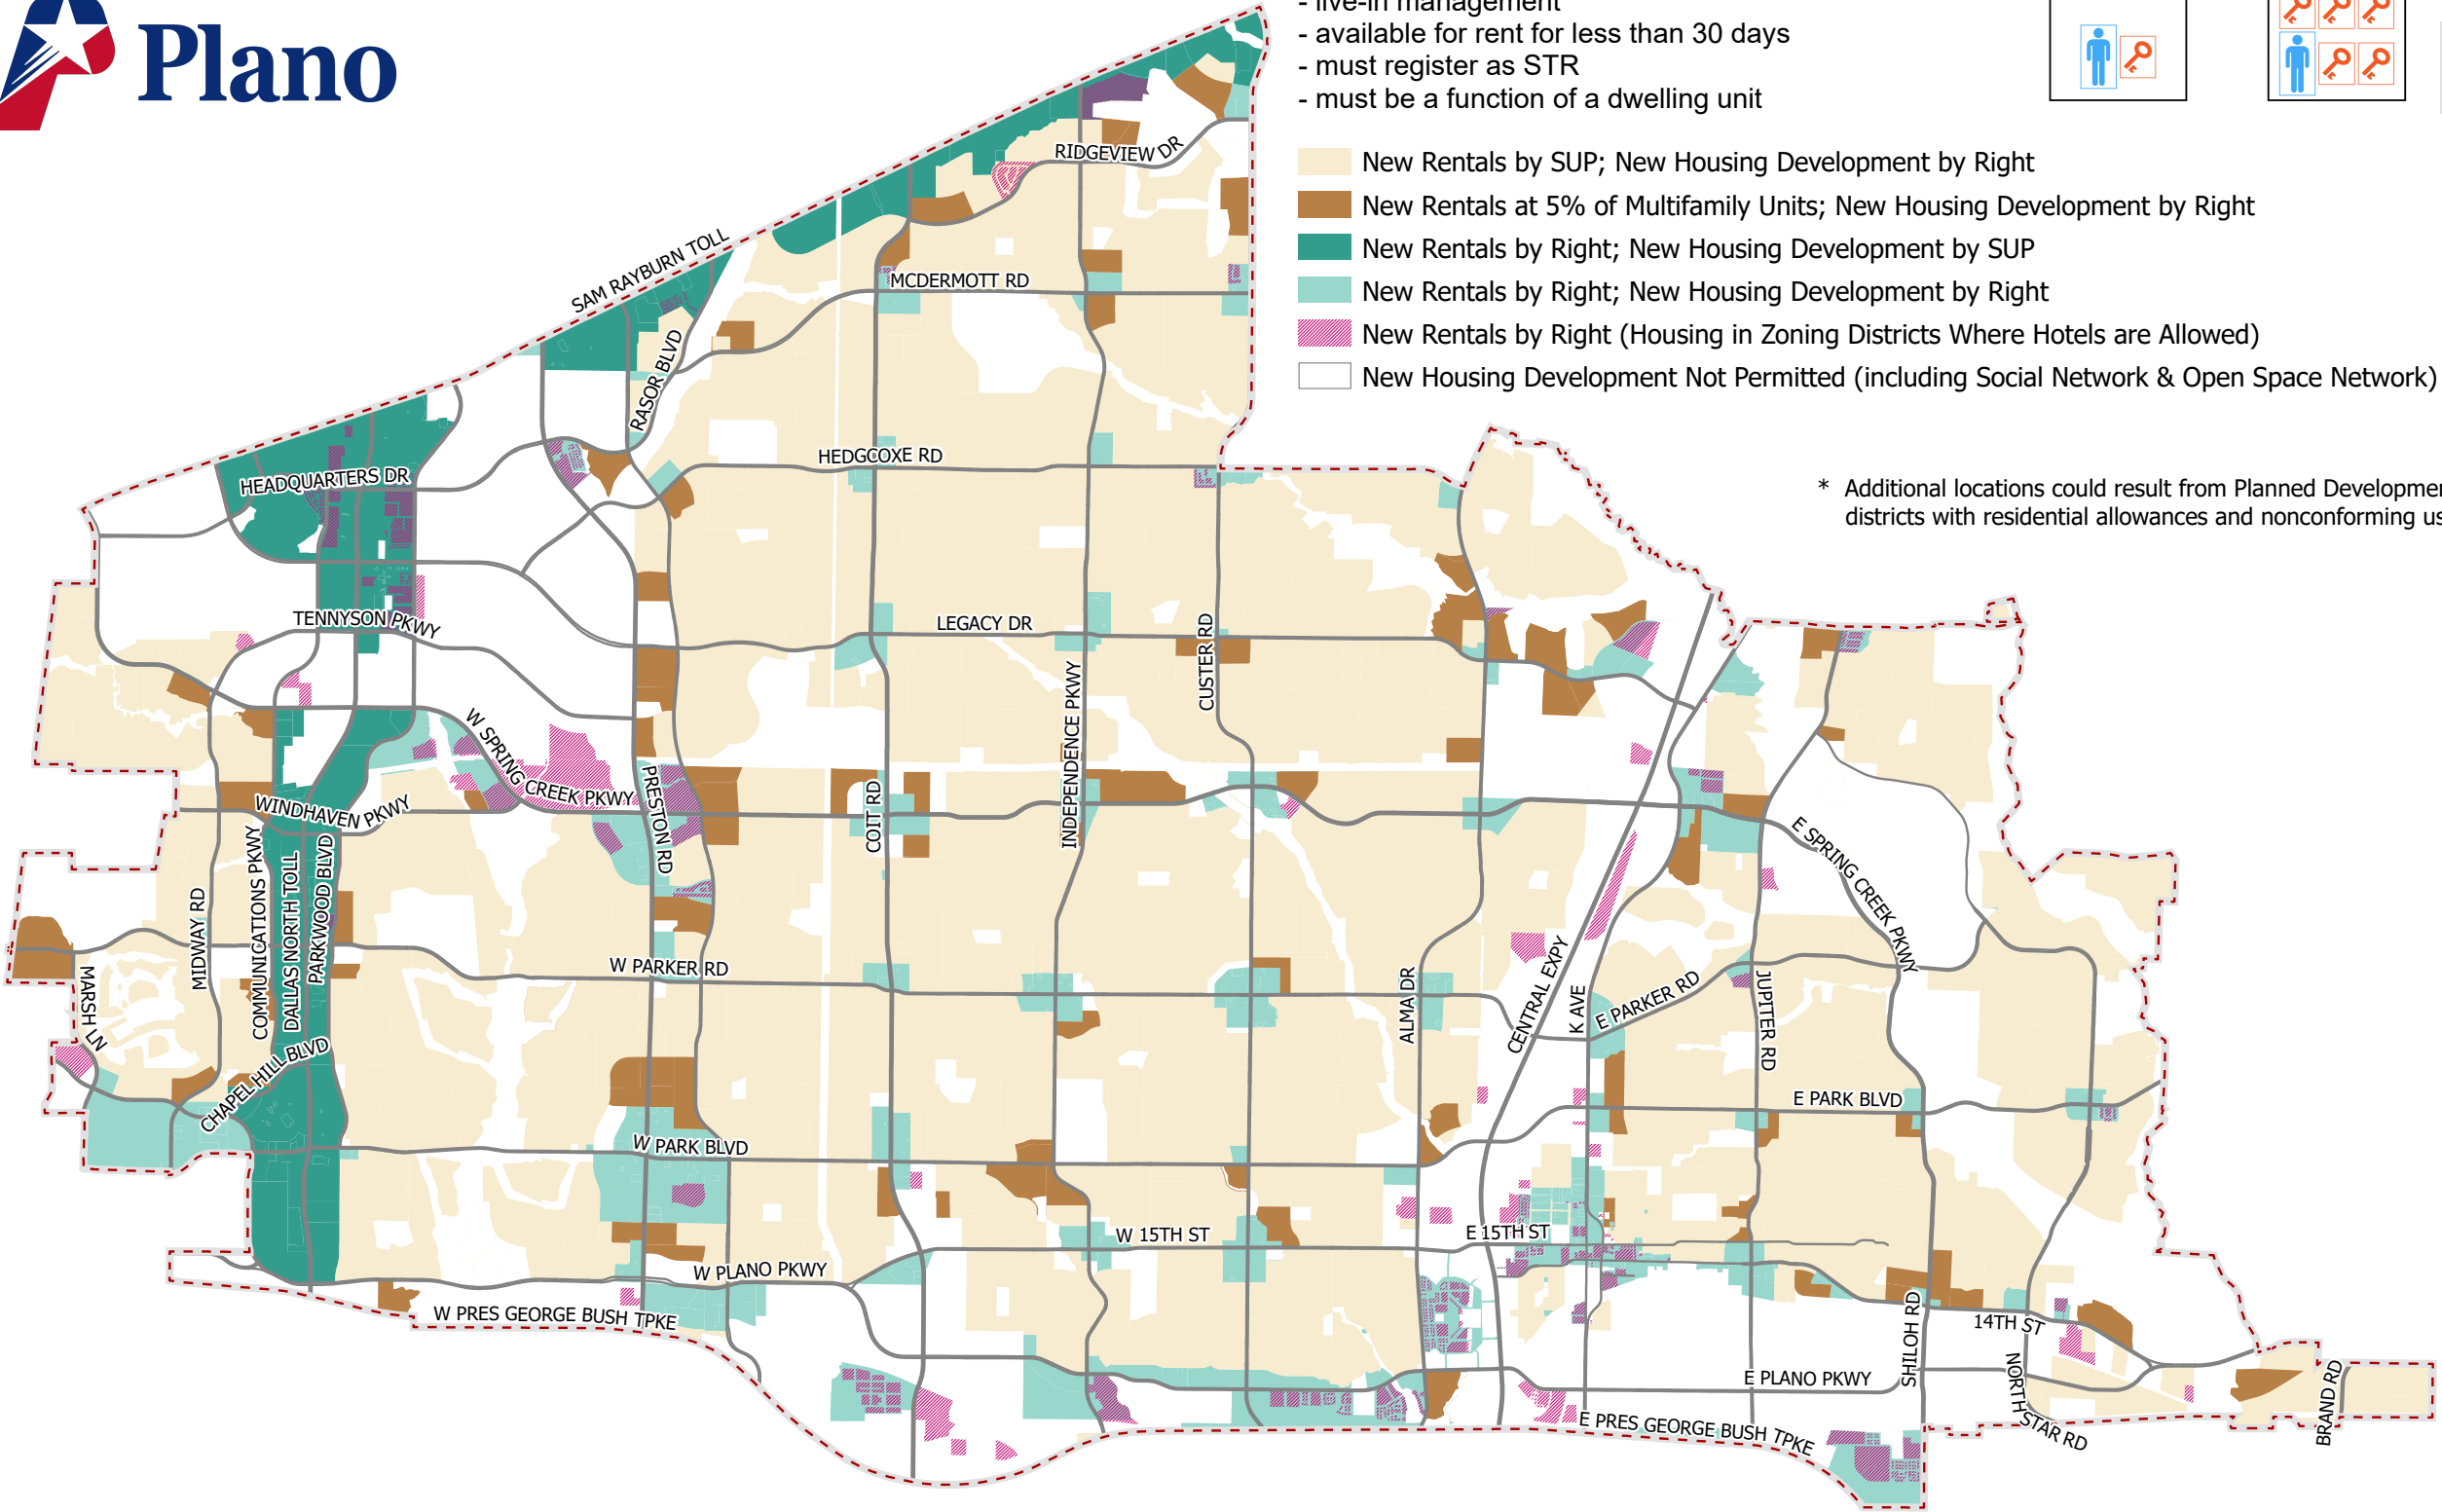 Plano
- live-in management
- available for rent for less than 30 days
- must register as STR
- must be a function of a dwelling unit
New Rentals by SUP; New Housing Development by Right
New Rentals at 5% of Multifamily Units; New Housing Development by Right
New Rentals by Right; New Housing Development by SUP
New Rentals by Right; New Housing Development by Right
New Rentals by Right (Housing in Zoning Districts Where Hotels are Allowed)
New Housing Development Not Permitted (including Social Network & Open Space Network)
* Additional locations could result from Planned
districts with residential allowances and nonconforming
RIDGEVIEW DR
SAM RAYBURN TOLL
MCDERMOTT RD
RASOR BLVD
HEDGCOXE RD
HEADQUARTERS DR
TENNYSON PKWY
LEGACY DR
CUSTER RD
INDEPENDENCE PKWY
W SPRING CREEK PKWY
PRESTON RD
COIT RD
WINDHAVEN PKWY
COMMUNICATIONS PKWY
DALLAS NORTH TOLL
PARKWOOD BLVD
MIDWAY RD
E SPRING CREEK PKWY
W PARKER RD
MARSH LN
ALMA DR
CENTRAL EXPY
K AVE
E PARKER RD
JUPITER RD
CHAPEL HILL BLVD
E PARK BLVD
W PARK BLVD
W 15TH ST
E 15TH ST
W PLANO PKWY
W PRES GEORGE BUSH TPKE
SHILOH RD
14TH ST
E PLANO PKWY
NORTH STAR RD
BRAND RD
E PRES GEORGE BUSH TPKE